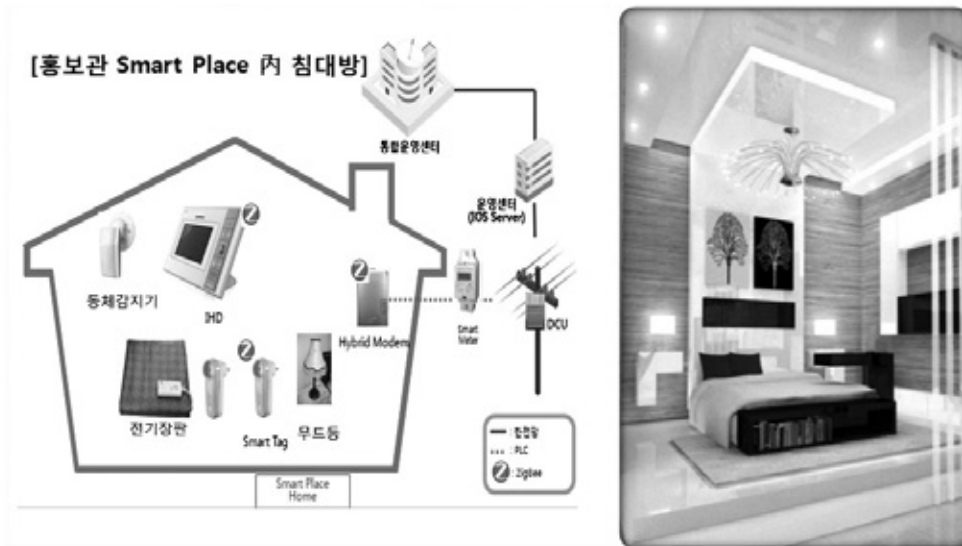 [홍보관 Smart Place 內 침대방]
통합운영센터
운영센터
(IOS Server)
동체감지기
IHD
Hybrid Modem
Smart
Meter
DCU
전기장판
Smart Tag
무드등
: 한전망
: PLC
: ZigBee
Smart Place
Home